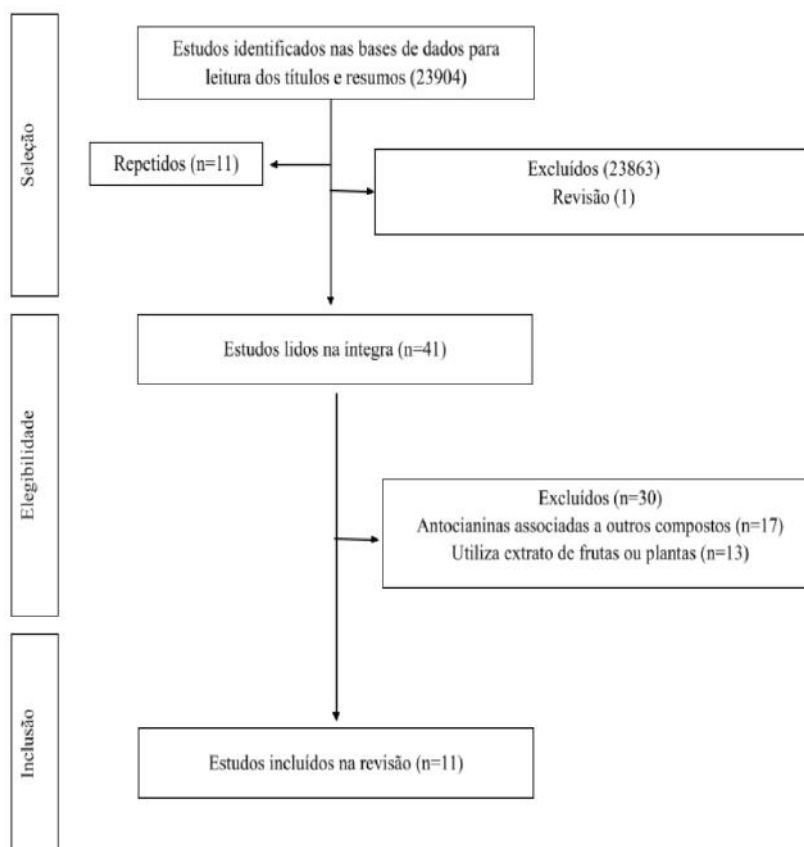 Seleção
Estudos identificados nas bases de dados para
leitura dos títulos e resumos (23904)
Repetidos (n=11)
Excluídos (23863)
Revisão (1)
Elegibilidade
Estudos lidos na integra (n=41)
Excluídos (n=30)
Antocianinas associadas a outros compostos (n=17)
Utiliza extrato de frutas ou plantas (n=13)
Inclusão
Estudos incluídos na revisão (n=11)